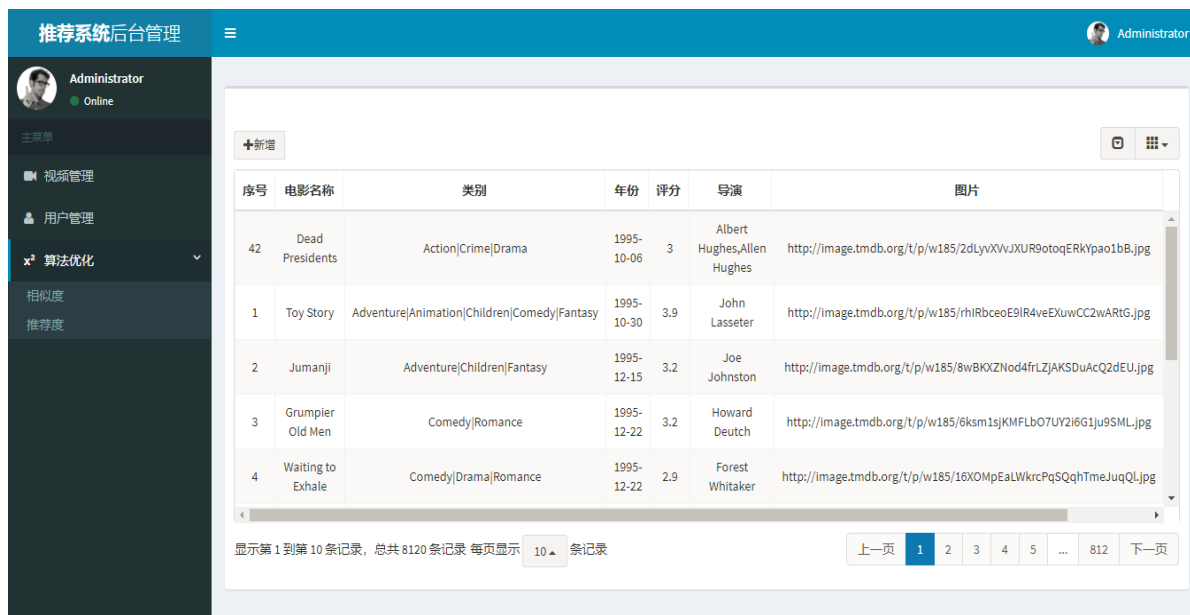 推荐系统后台管理
Administrator
Administrator
Online
主菜单
视频管理
用户管理
x² 算法优化
相似度
推荐度
+新增
序号 电影名称 类别 年份 评分 导演 图片
42 Dead Presidents Action|Crime|Drama 1995-10-06 3 Albert Hughes,Allen Hughes http://image.tmdb.org/t/p/w185/2dLyvXVvJXUR9otoqERkYpao1bB.jpg
1 Toy Story Adventure|Animation|Children|Comedy|Fantasy 1995-10-30 3.9 John Lasseter http://image.tmdb.org/t/p/w185/rhIRbceoE9lR4veEXuwCC2wARtG.jpg
2 Jumanji Adventure|Children|Fantasy 1995-12-15 3.2 Joe Johnston http://image.tmdb.org/t/p/w185/8wBKXZNod4frLZjAKSDuAcQ2dEU.jpg
3 Grumpier Old Men Comedy|Romance 1995-12-22 3.2 Howard Deutch http://image.tmdb.org/t/p/w185/6ksm1sjKMFLbO7UY2i6G1ju9SML.jpg
4 Waiting to Exhale Comedy|Drama|Romance 1995-12-22 2.9 Forest Whitaker http://image.tmdb.org/t/p/w185/16XOMpEaLWkrcPqSQqhTmeJuqQl.jpg
显示第 1 到第 10 条记录，总共 8120 条记录 每页显示 10 条记录
上一页 1 2 3 4 5 ... 812 下一页